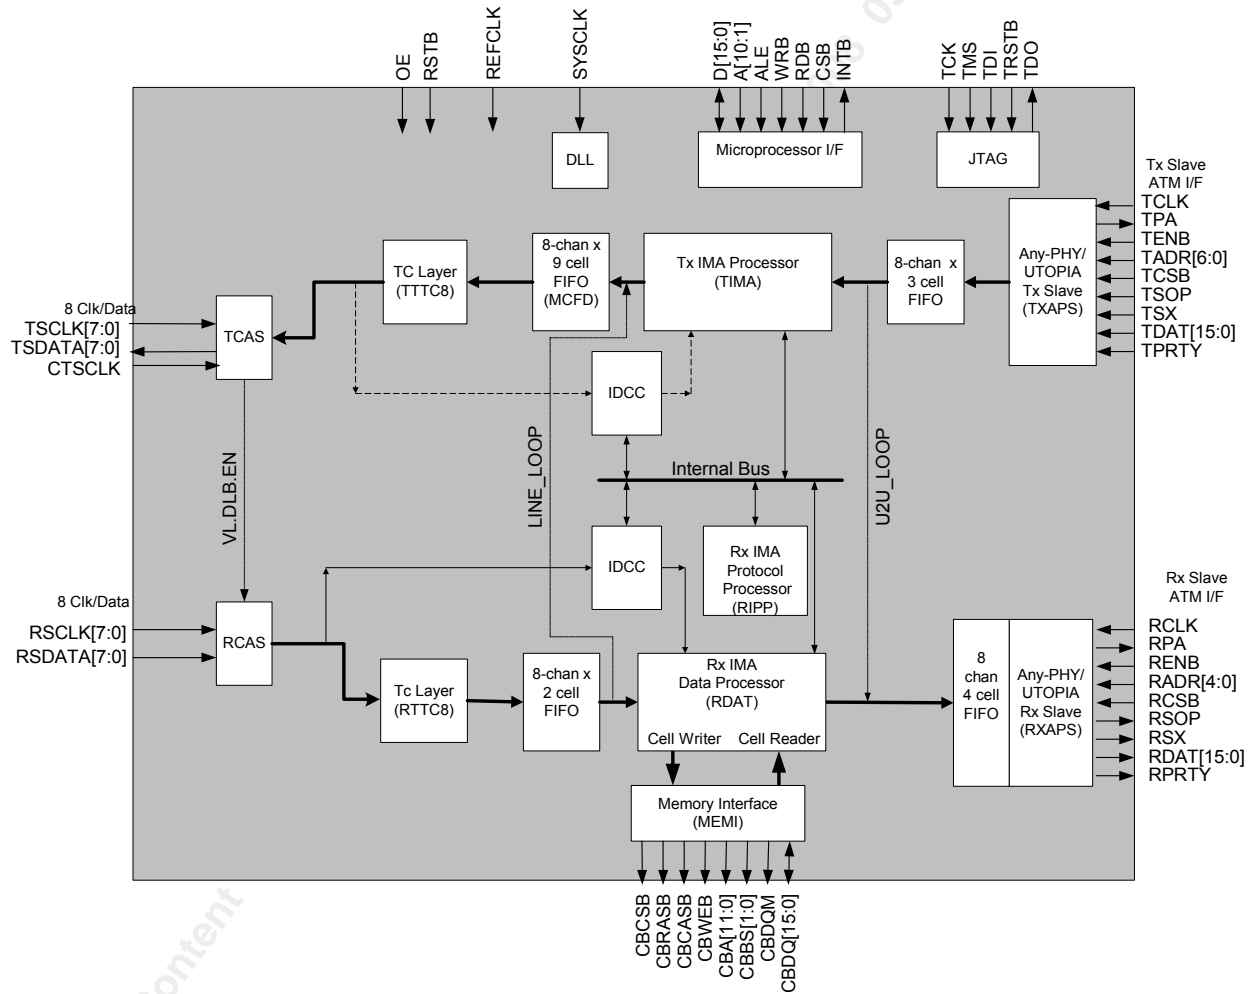 OE
RSTB
REFCLK
SYSCLK
D[15:0]
A[10:1]
ALE
WRB
RDB
CSB
INTB
TCK
TMS
TDI
TRSTB
TDO
DLL
Microprocessor I/F
JTAG
Tx Slave
ATM I/F
TCLK
TPA
TENB
TADR[6:0]
TCSB
TSOP
TSX
TDAT[15:0]
TPRTY
TC Layer
(TTTC8)
8-chan x
9 cell
FIFO
(MCFD)
Tx IMA Processor
(TIMA)
8-chan x
3 cell
FIFO
Any-PHY/
UTOPIA
Tx Slave
(TXAPS)
8 Clk/Data
TSCLK[7:0]
TSDATA[7:0]
CTSCLK
TCAS
IDCC
Internal Bus
VL.DLB.EN
LINE_LOOP
U2U_LOOP
IDCC
Rx IMA
Protocol
Processor
(RIPP)
8 Clk/Data
RSCLK[7:0]
RSDATA[7:0]
RCAS
Tc Layer
(RTTC8)
8-chan x
2 cell
FIFO
Rx IMA
Data Processor
(RDAT)
Cell Writer
Cell Reader
8
chan
4 cell
FIFO
Any-PHY/
UTOPIA
Rx Slave
(RXAPS)
Rx Slave
ATM I/F
RCLK
RPA
RENB
RADR[4:0]
RCSB
RSOP
RSX
RDAT[15:0]
RPRTY
Memory Interface
(MEMI)
CBCSB
CBRASB
CBCASB
CBWEB
CBA[11:0]
CBBS[1:0]
CBDQM
CBDQ[15:0]
Content